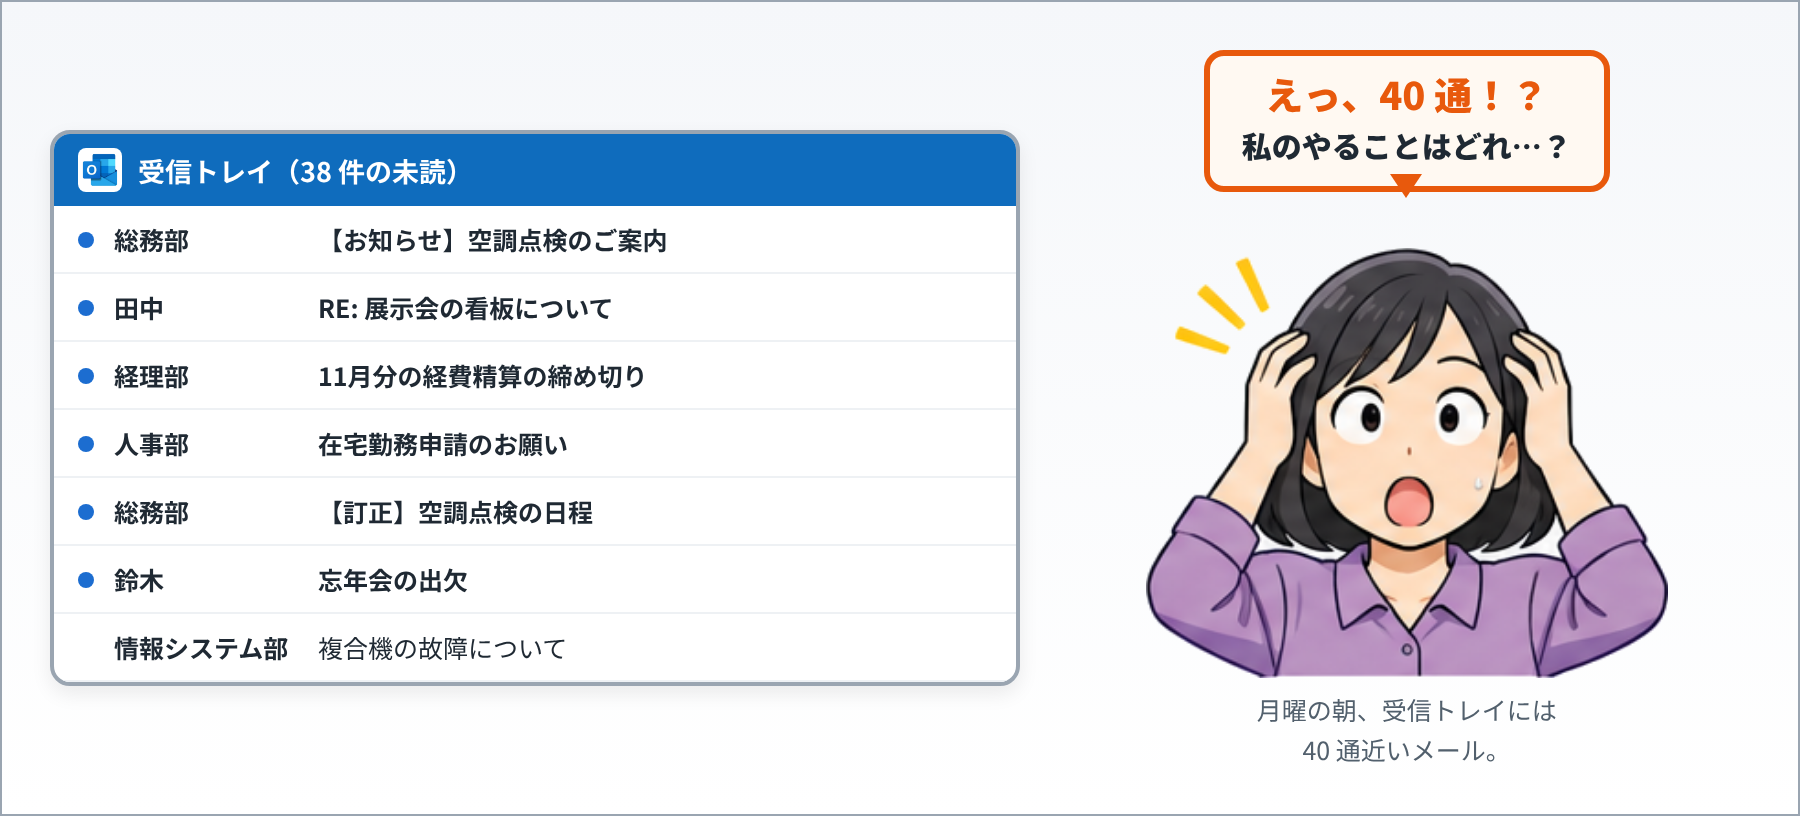 えっ、40 通！？
私のやることはどれ…？
O
受信トレイ（38 件の未読）
総務部 【お知らせ】空調点検のご案内
田中 RE: 展示会の看板について
経理部 11月分の経費精算の締め切り
人事部 在宅勤務申請のお願い
総務部 【訂正】空調点検の日程
鈴木 忘年会の出欠
情報システム部 複合機の故障について
月曜の朝、受信トレイには
40 通近いメール。